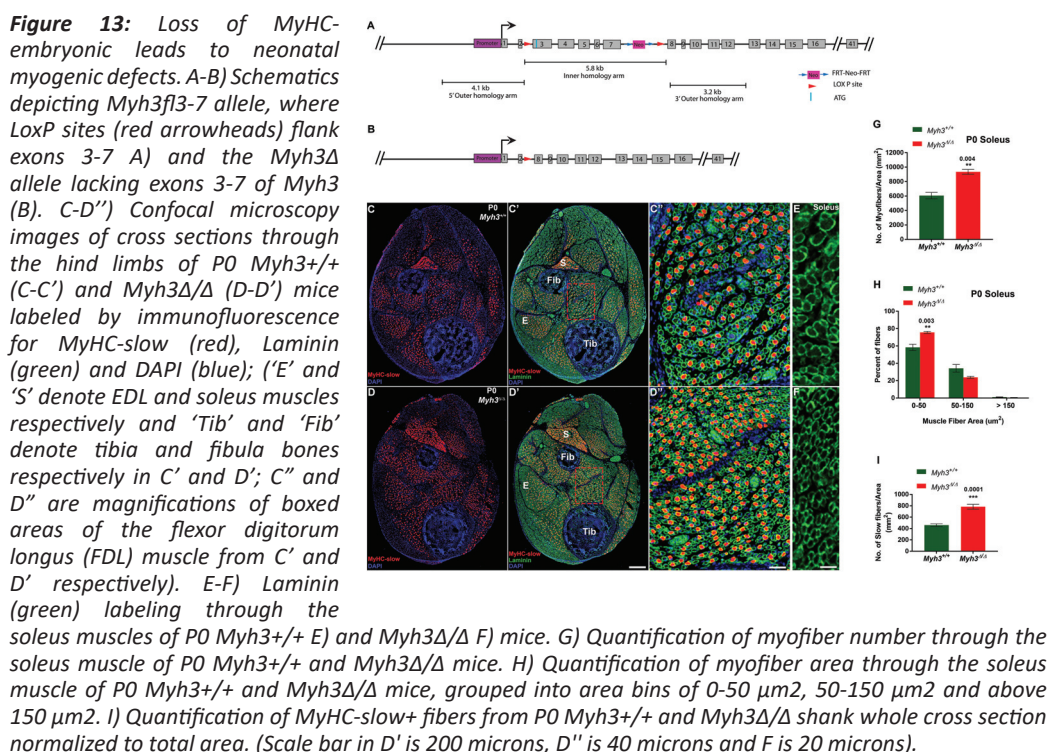 Figure 13: Loss of MyHC-
embryonic leads to neonatal
myogenic defects. A-B) Schematics
depicting Myh3fl3-7 allele, where
LoxP sites (red arrowheads) flank
exons 3-7 A) and the Myh3Δ
allele lacking exons 3-7 of Myh3
(B). C-D’’) Confocal microscopy
images of cross sections through
the hind limbs of P0 Myh3+/+
(C-C’) and Myh3Δ/Δ (D-D’) mice
labeled by immunofluorescence
for MyHC-slow (red), Laminin
(green) and DAPI (blue); (‘E’ and
‘S’ denote EDL and soleus muscles
respectively and ‘Tib’ and ‘Fib’
denote tibia and fibula bones
respectively in C’ and D’; C” and
D” are magnifications of boxed
areas of the flexor digitorum
longus (FDL) muscle from C’ and
D’ respectively). E-F) Laminin
(green) labeling through the
soleus muscles of P0 Myh3+/+ E) and Myh3Δ/Δ F) mice. G) Quantification of myofiber number through the
soleus muscle of P0 Myh3+/+ and Myh3Δ/Δ mice. H) Quantification of myofiber area through the soleus
muscle of P0 Myh3+/+ and Myh3Δ/Δ mice, grouped into area bins of 0-50 µm2, 50-150 µm2 and above
150 µm2. I) Quantification of MyHC-slow+ fibers from P0 Myh3+/+ and Myh3Δ/Δ shank whole cross section
normalized to total area. (Scale bar in D' is 200 microns, D'' is 40 microns and F is 20 microns).
A
Promoter 1 2 3 4 5 6 7 Neo 8 9 10 11 12 13 14 15 16 41
5.8 kb
Inner homology arm
4.1 kb
5' Outer homology arm
3.2 kb
3' Outer homology arm
Neo FRT-Neo-FRT
LOX P site
ATG
B
Promoter 1 2 8 9 10 11 12 13 14 15 16 41
C P0
Myh3+/+
MyHC-slow
DAPI
C'
S
Fib
E
Tib
MyHC-slow
Laminin
DAPI
C''
E Soleus
D P0
Myh3Δ/Δ
MyHC-slow
DAPI
D'
S
Fib
E
Tib
MyHC-slow
Laminin
DAPI
D''
F
G
Myh3+/+
Myh3Δ/Δ
P0 Soleus
0.004
**
No. of Myofibers/Area (mm2)
12000
10000
8000
6000
4000
2000
0
Myh3+/+ Myh3Δ/Δ
H
Myh3+/+
Myh3Δ/Δ
P0 Soleus
0.003
**
Percent of fibers
100
80
60
40
20
0
0-50 50-150 > 150
Muscle Fiber Area (um2)
I
Myh3+/+
Myh3Δ/Δ
0.0001
***
No. of Slow fibers/Area (mm2)
1000
800
600
400
200
0
Myh3+/+ Myh3Δ/Δ